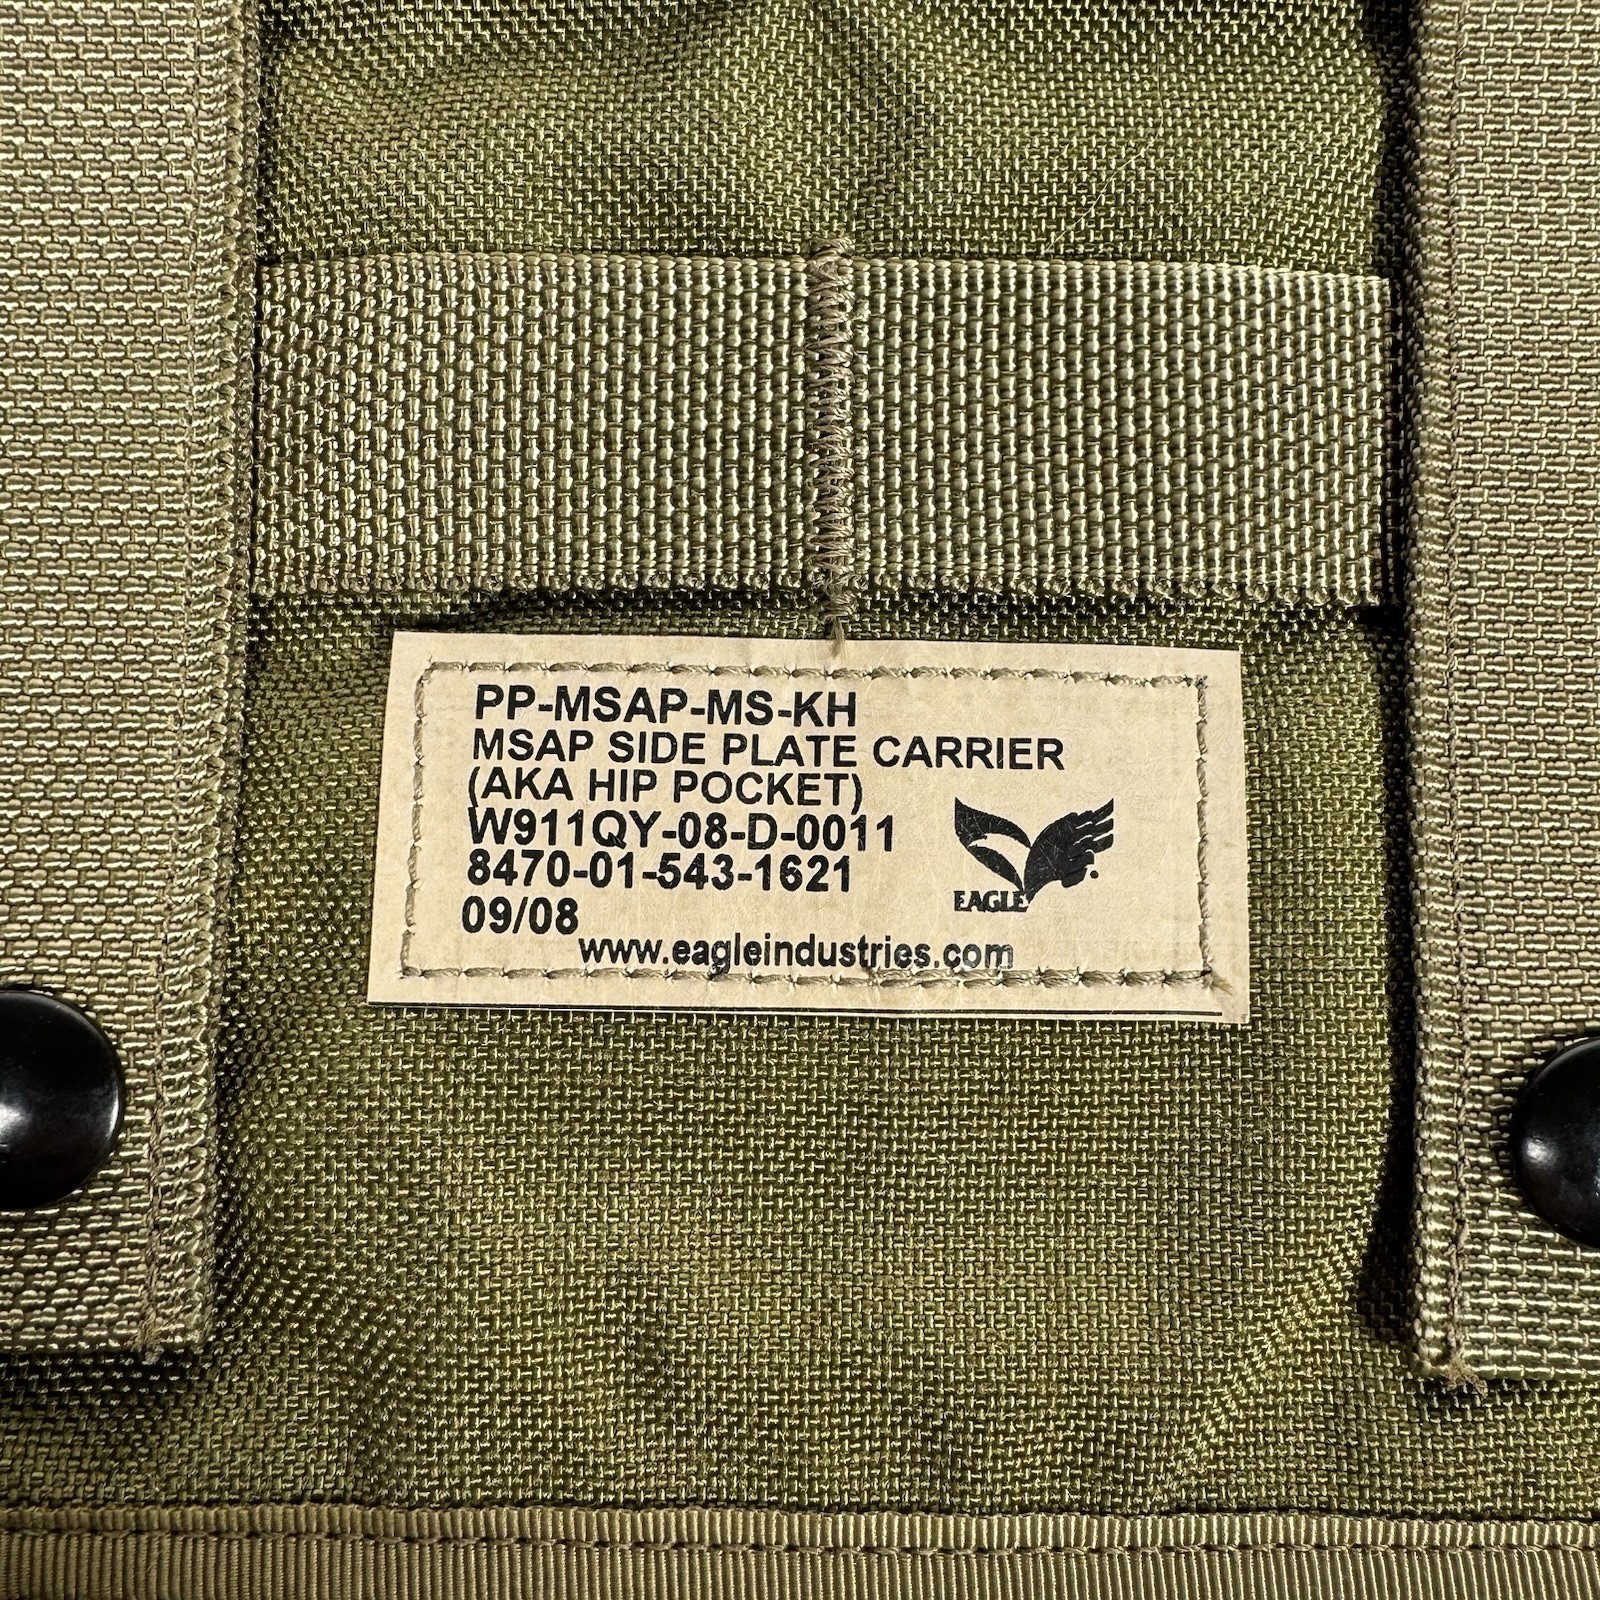 PP-MSAP-MS-KH
MSAP SIDE PLATE CARRIER
(AKA HIP POCKET)
W911QY-08-D-0011
8470-01-543-1621
EAGLE
09/08
www.eagleindustries.com